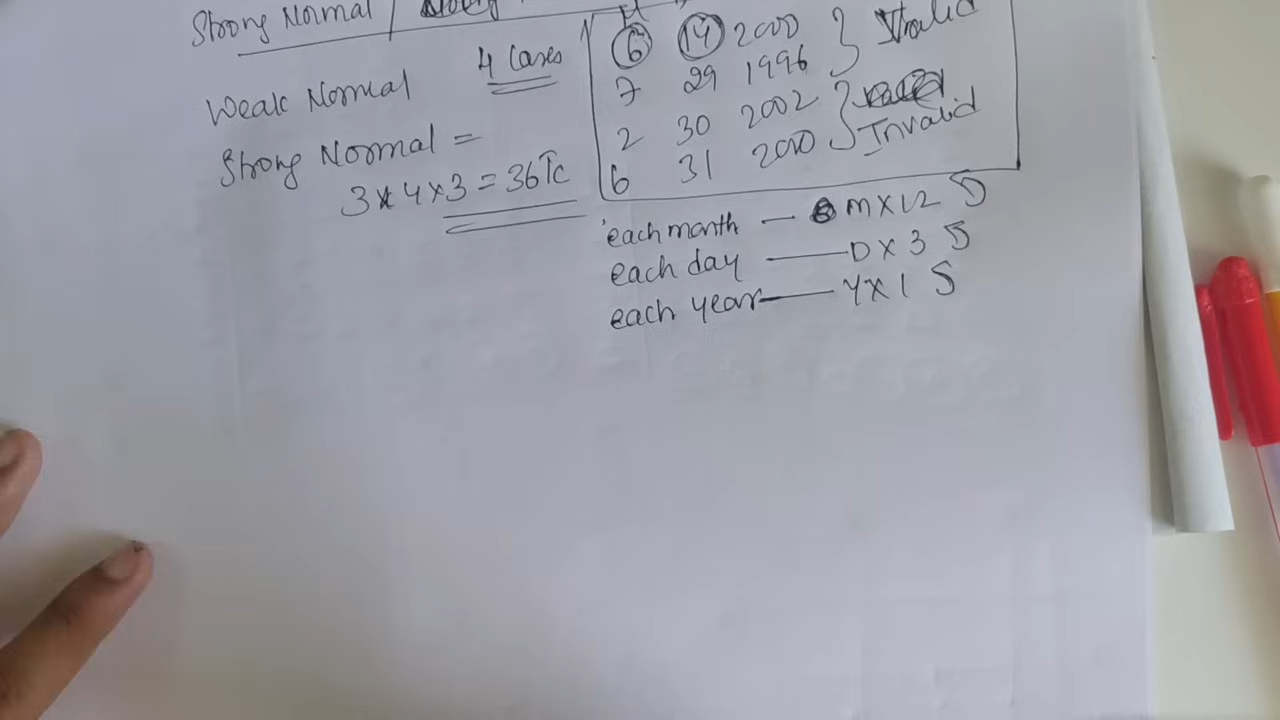 Strong Normal /
Weak Normal
4 Cases
Strong Normal =
3 x 4 x 3 = 36 Tc
M
6 14 2000
7 29 1996
Valid
2 30 2002
6 31 2000
Invalid
each month — M x 12
each day — D x 3
each year — Y x 1